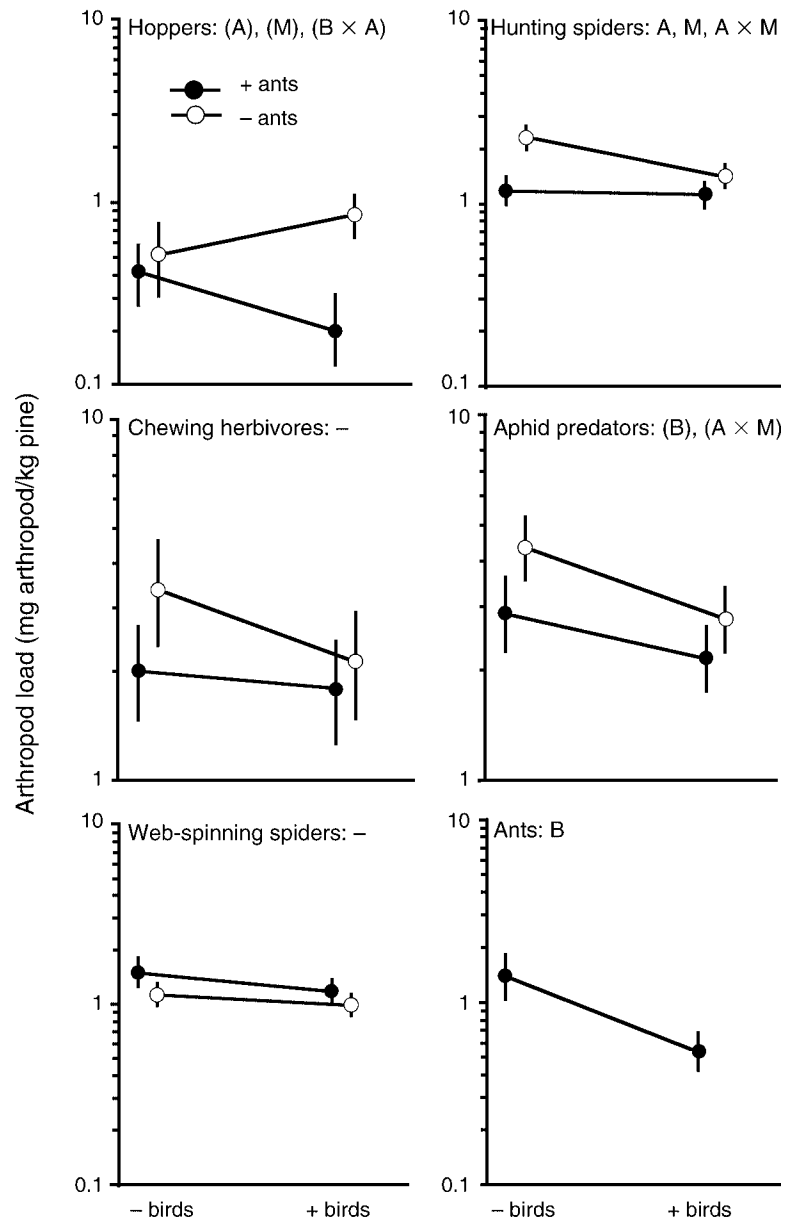 Arthropod load (mg arthropod/kg pine)
10
Hoppers: (A), (M), (B × A)
+ ants
– ants
1
0.1
10
Hunting spiders: A, M, A × M
1
0.1
10
Chewing herbivores: –
1
10
Aphid predators: (B), (A × M)
1
10
Web-spinning spiders: –
1
0.1
– birds
+ birds
10
Ants: B
1
0.1
– birds
+ birds